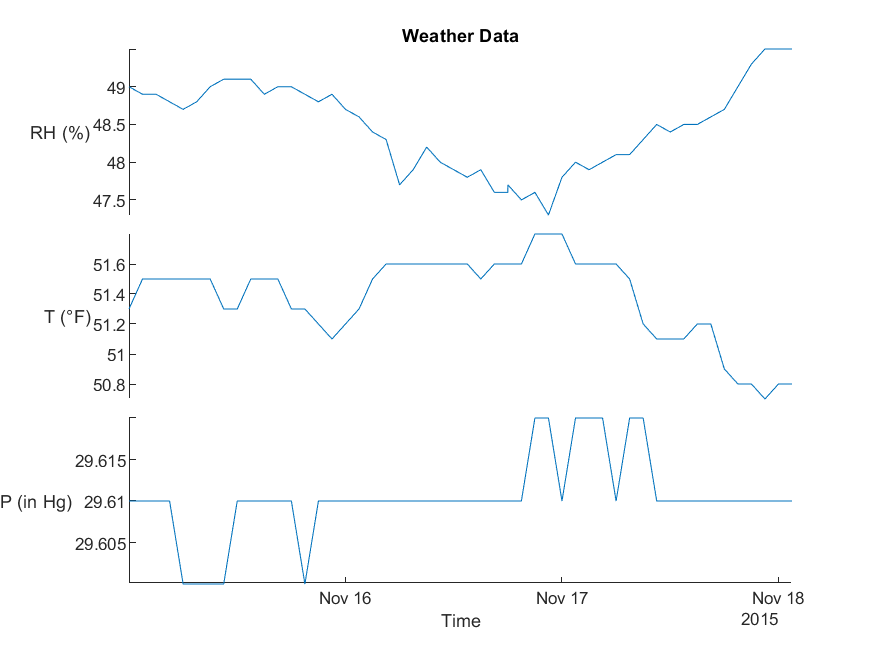 Weather Data
49
48.5
RH (%)
48
47.5
51.6
51.4
51.2
T (°F)
51
50.8
29.615
29.61
P (in Hg)
29.605
Nov 16 Nov 17 Nov 18
Time
2015